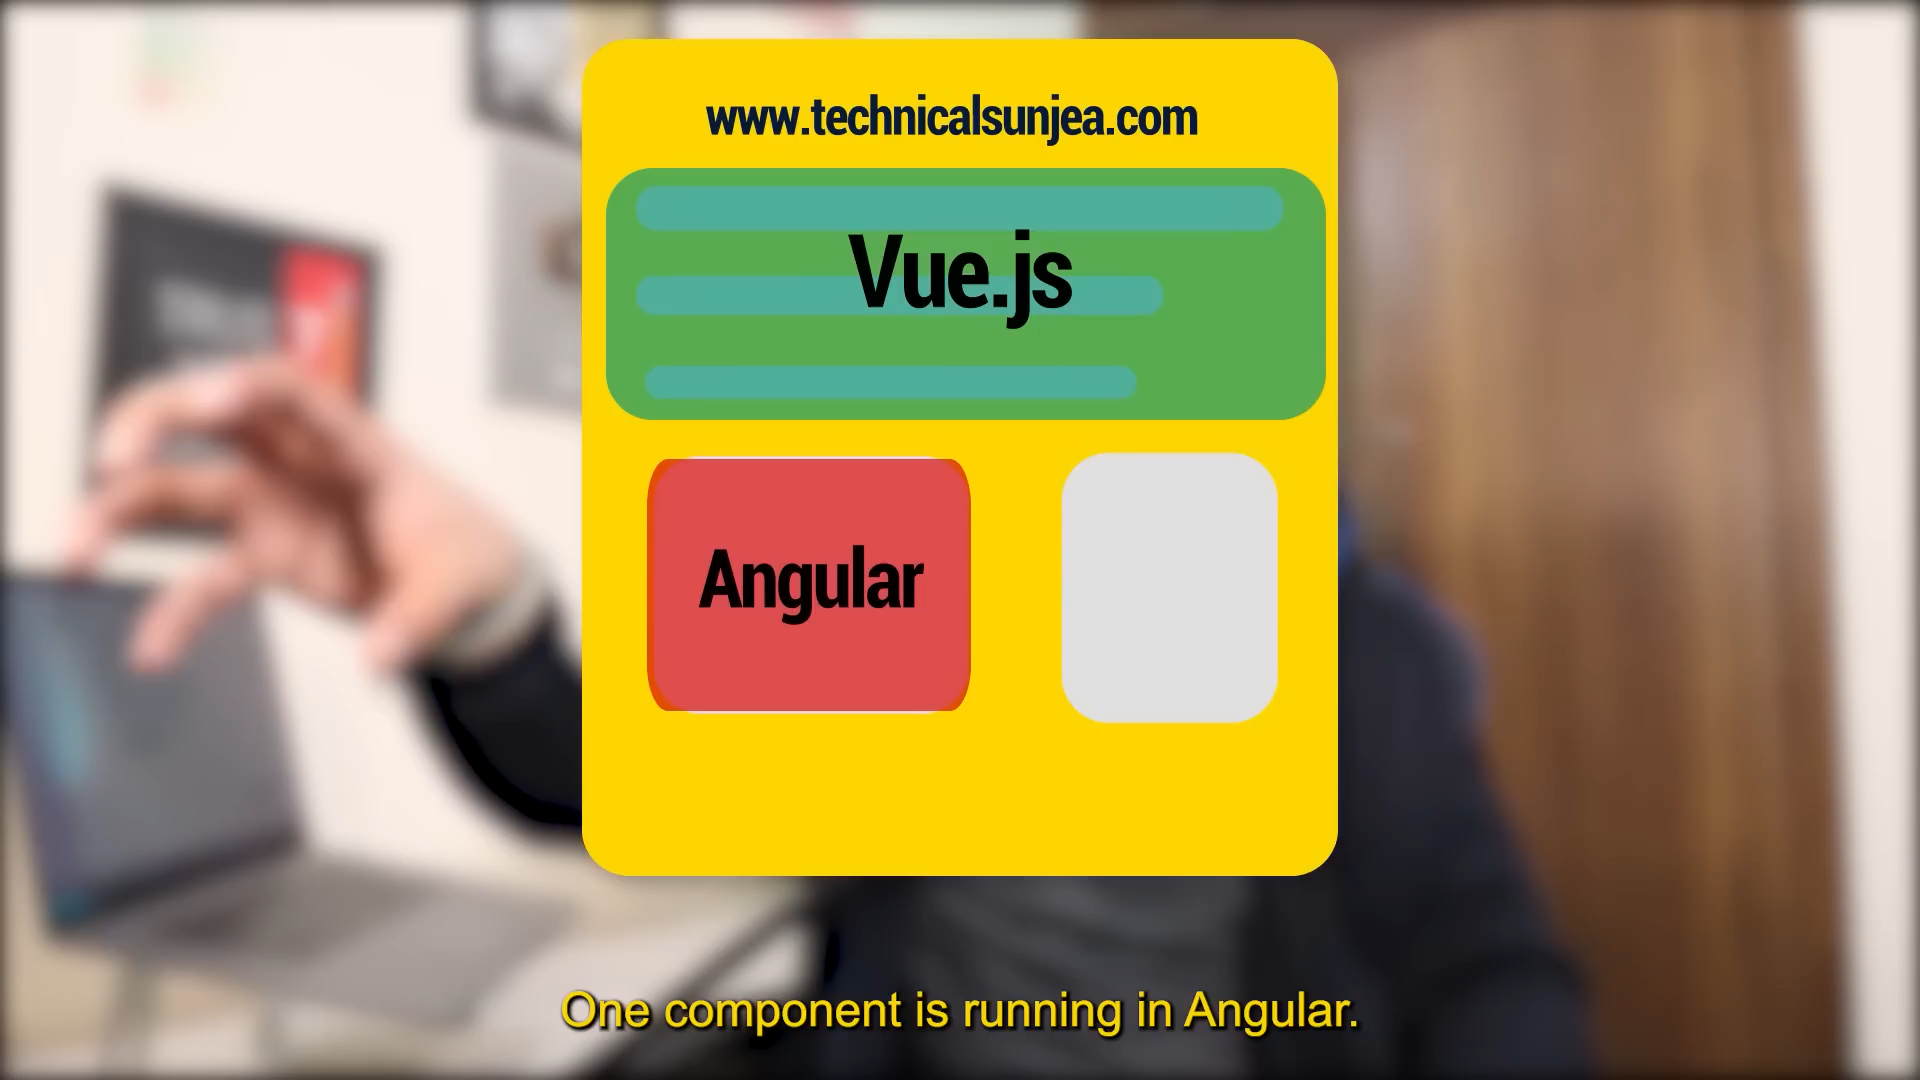 www.technicalsunjea.com
Vue.js
Angular
One component is running in Angular.